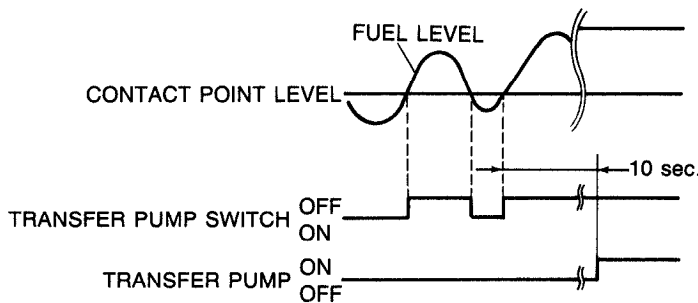 FUEL LEVEL
CONTACT POINT LEVEL
10 sec.
TRANSFER PUMP SWITCH OFF
ON
TRANSFER PUMP ON
OFF